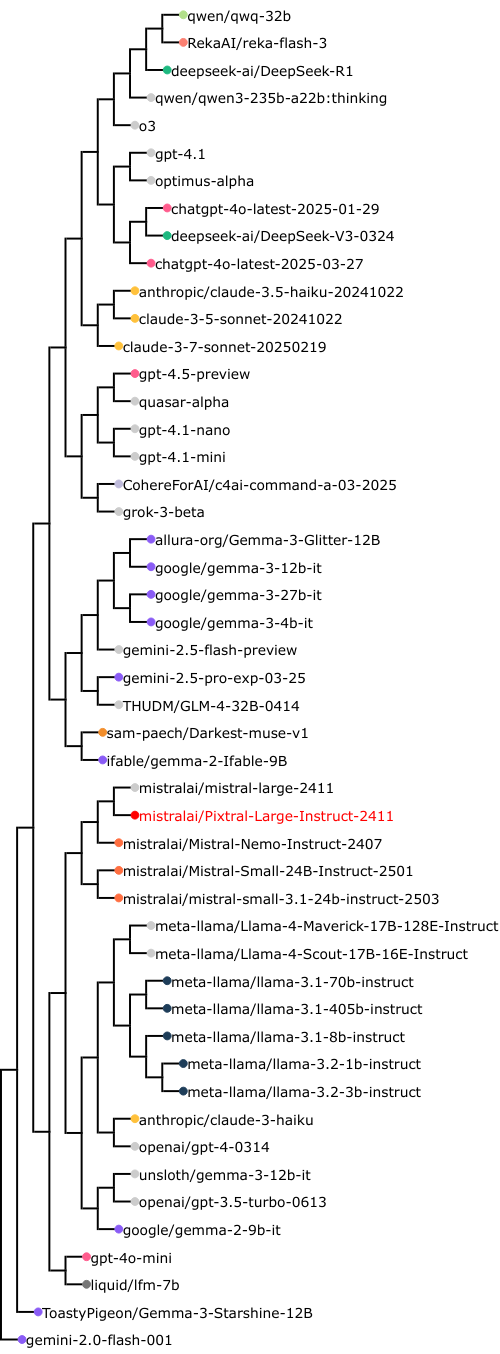 qwen/qwq-32b
RekaAI/reka-flash-3
deepseek-ai/DeepSeek-R1
qwen/qwen3-235b-a22b:thinking
o3
gpt-4.1
optimus-alpha
chatgpt-4o-latest-2025-01-29
deepseek-ai/DeepSeek-V3-0324
chatgpt-4o-latest-2025-03-27
anthropic/claude-3.5-haiku-20241022
claude-3-5-sonnet-20241022
claude-3-7-sonnet-20250219
gpt-4.5-preview
quasar-alpha
gpt-4.1-nano
gpt-4.1-mini
CohereForAI/c4ai-command-a-03-2025
grok-3-beta
allura-org/Gemma-3-Glitter-12B
google/gemma-3-12b-it
google/gemma-3-27b-it
google/gemma-3-4b-it
gemini-2.5-flash-preview
gemini-2.5-pro-exp-03-25
THUDM/GLM-4-32B-0414
sam-paech/Darkest-muse-v1
ifable/gemma-2-Ifable-9B
mistralai/mistral-large-2411
mistralai/Pixtral-Large-Instruct-2411
mistralai/Mistral-Nemo-Instruct-2407
mistralai/Mistral-Small-24B-Instruct-2501
mistralai/mistral-small-3.1-24b-instruct-2503
meta-llama/Llama-4-Maverick-17B-128E-Instruct
meta-llama/Llama-4-Scout-17B-16E-Instruct
meta-llama/llama-3.1-70b-instruct
meta-llama/llama-3.1-405b-instruct
meta-llama/llama-3.1-8b-instruct
meta-llama/llama-3.2-1b-instruct
meta-llama/llama-3.2-3b-instruct
anthropic/claude-3-haiku
openai/gpt-4-0314
unsloth/gemma-3-12b-it
openai/gpt-3.5-turbo-0613
google/gemma-2-9b-it
gpt-4o-mini
liquid/lfm-7b
ToastyPigeon/Gemma-3-Starshine-12B
gemini-2.0-flash-001